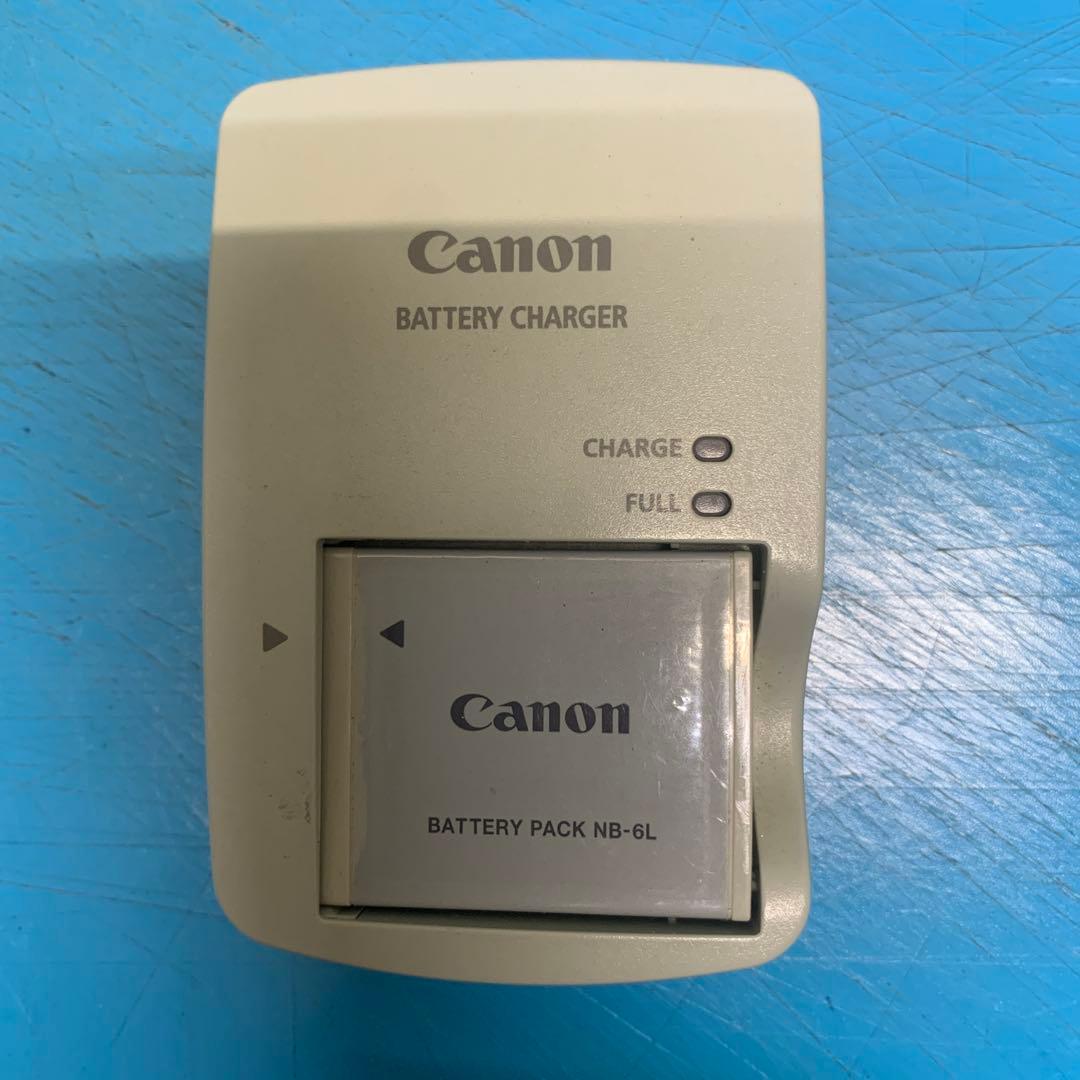 Canon
BATTERY CHARGER
CHARGE
FULL
Canon
BATTERY PACK NB-6L